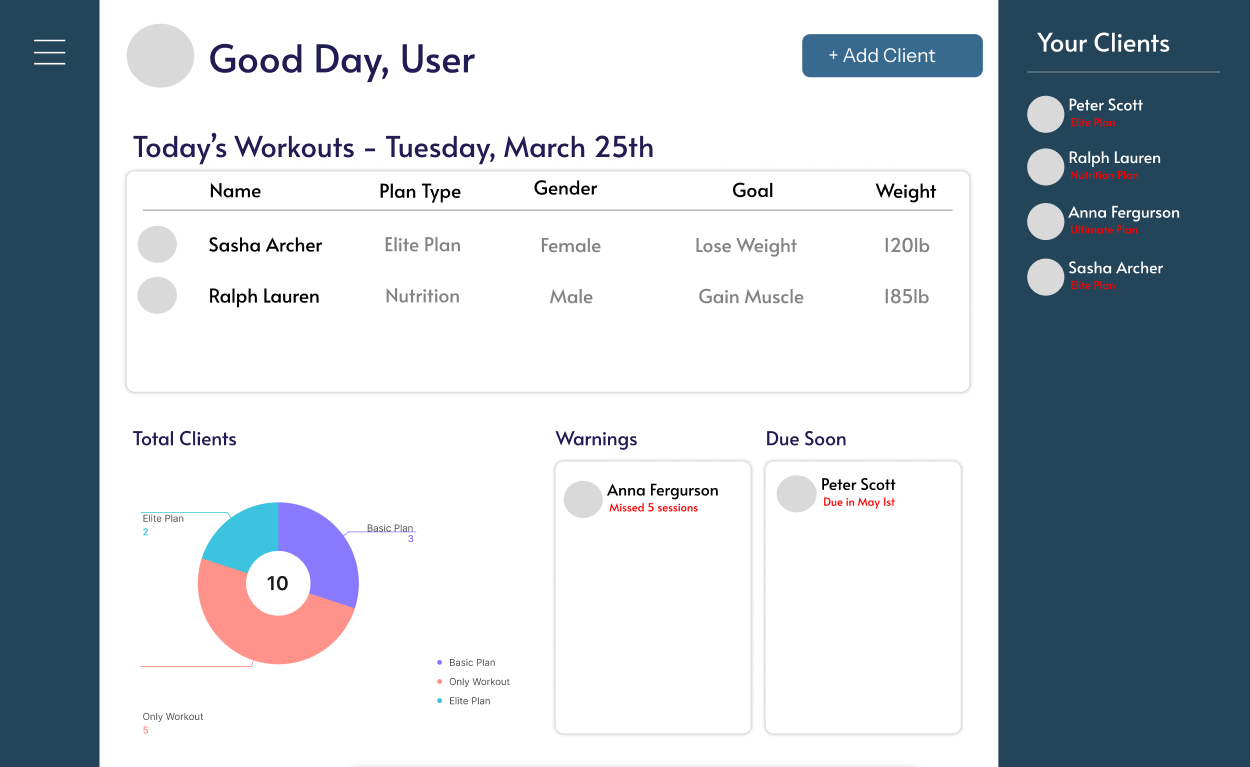 Good Day, User
+ Add Client
Today's Workouts - Tuesday, March 25th
Name Plan Type Gender Goal Weight
Sasha Archer Elite Plan Female Lose Weight 120lb
Ralph Lauren Nutrition Male Gain Muscle 185lb
Total Clients
Elite Plan
2
Basic Plan
3
10
Basic Plan
Only Workout
Elite Plan
Only Workout
5
Warnings
Anna Fergurson
Missed 5 sessions
Due Soon
Peter Scott
Due in May 1st
Your Clients
Peter Scott
Elite Plan
Ralph Lauren
Nutrition Plan
Anna Fergurson
Ultimate Plan
Sasha Archer
Elite Plan